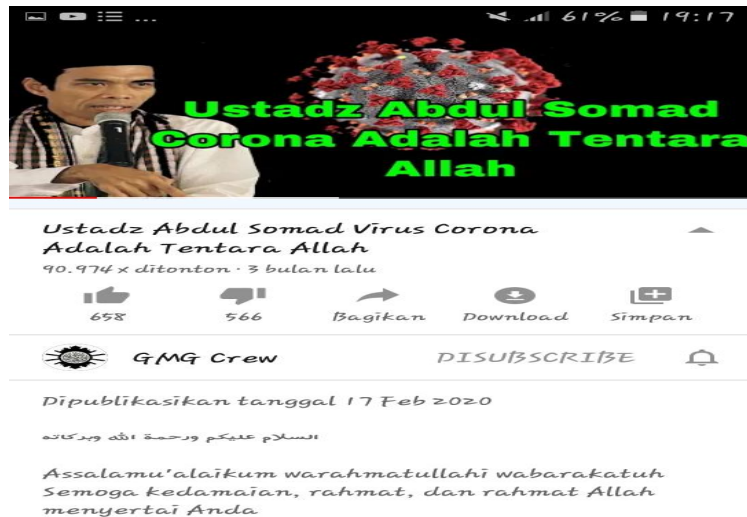 61% 19:17
Ustadz Abdul Somad
Corona Adalah Tentara
Allah
Ustadz Abdul Somad Virus Corona
Adalah Tentara Allah
90.974 x ditonton · 3 bulan lalu
658 566 Bagikan Download Simpan
GMG Crew DISUBSCRIBE
Dipublikasikan tanggal 17 Feb 2020
السلام عليكم ورحمة الله وبركاته
Assalamu'alaikum warahmatullahi wabarakatuh
Semoga kedamaian, rahmat, dan rahmat Allah
menyertai Anda